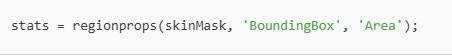 stats = regionprops(skinMask, 'BoundingBox', 'Area');